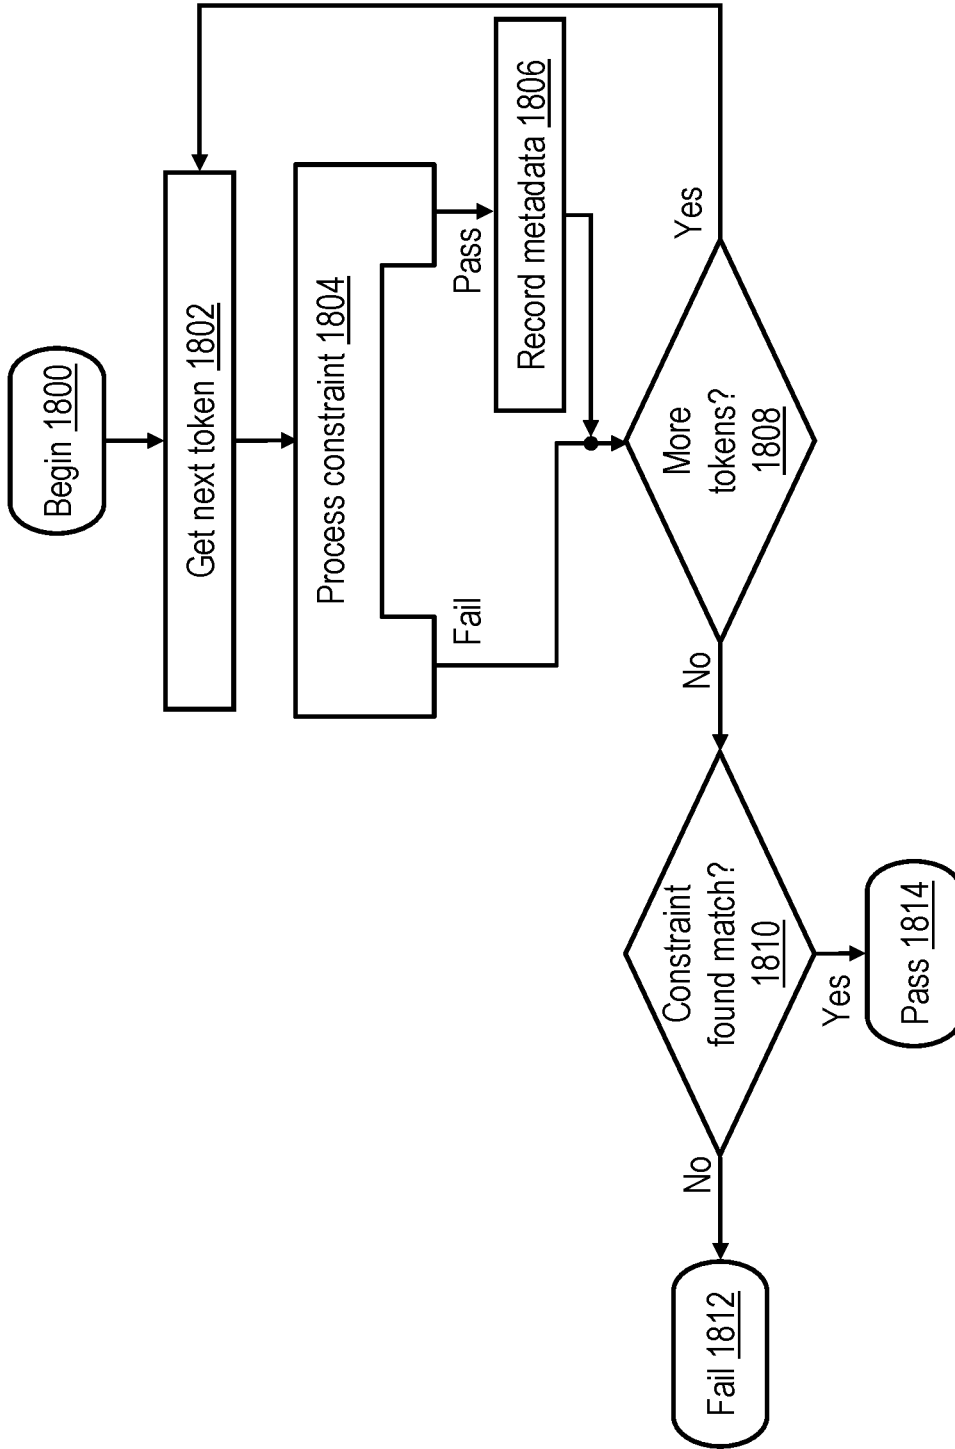 Begin 1800
Get next token 1802
Process constraint 1804
Fail
Pass
Record metadata 1806
More
tokens?
1808
Yes
No
Constraint
found match?
1810
No
Yes
Fail 1812
Pass 1814